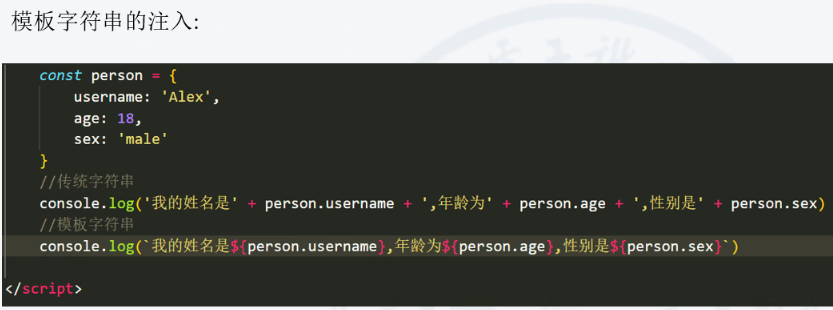 模板字符串的注入:
const person = {
username: 'Alex',
age: 18,
sex: 'male'
}
//传统字符串
console.log('我的姓名是' + person.username + ',年龄为' + person.age + ',性别是' + person.sex)
//模板字符串
console.log(`我的姓名是${person.username},年龄为${person.age},性别是${person.sex}`)
</script>